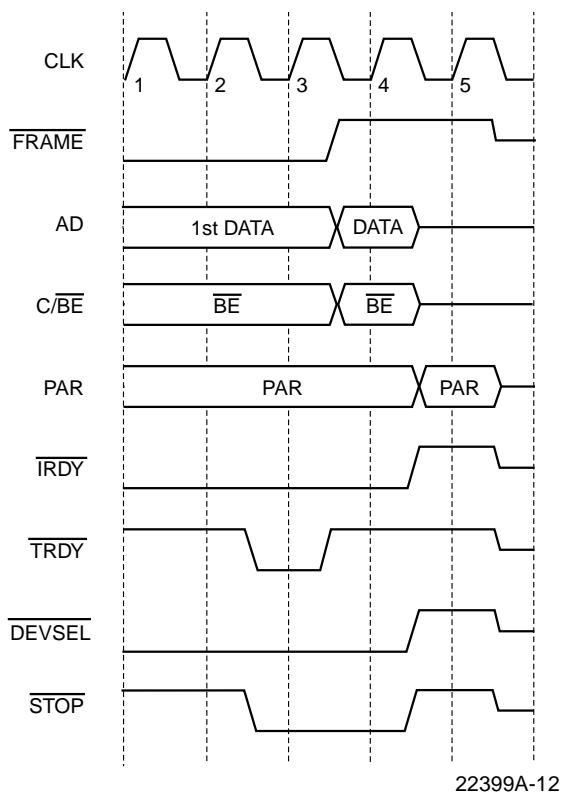 CLK
1 2 3 4 5
FRAME
AD 1st DATA DATA
C/BE BE BE
PAR PAR PAR
IRDY
TRDY
DEVSEL
STOP
22399A-12